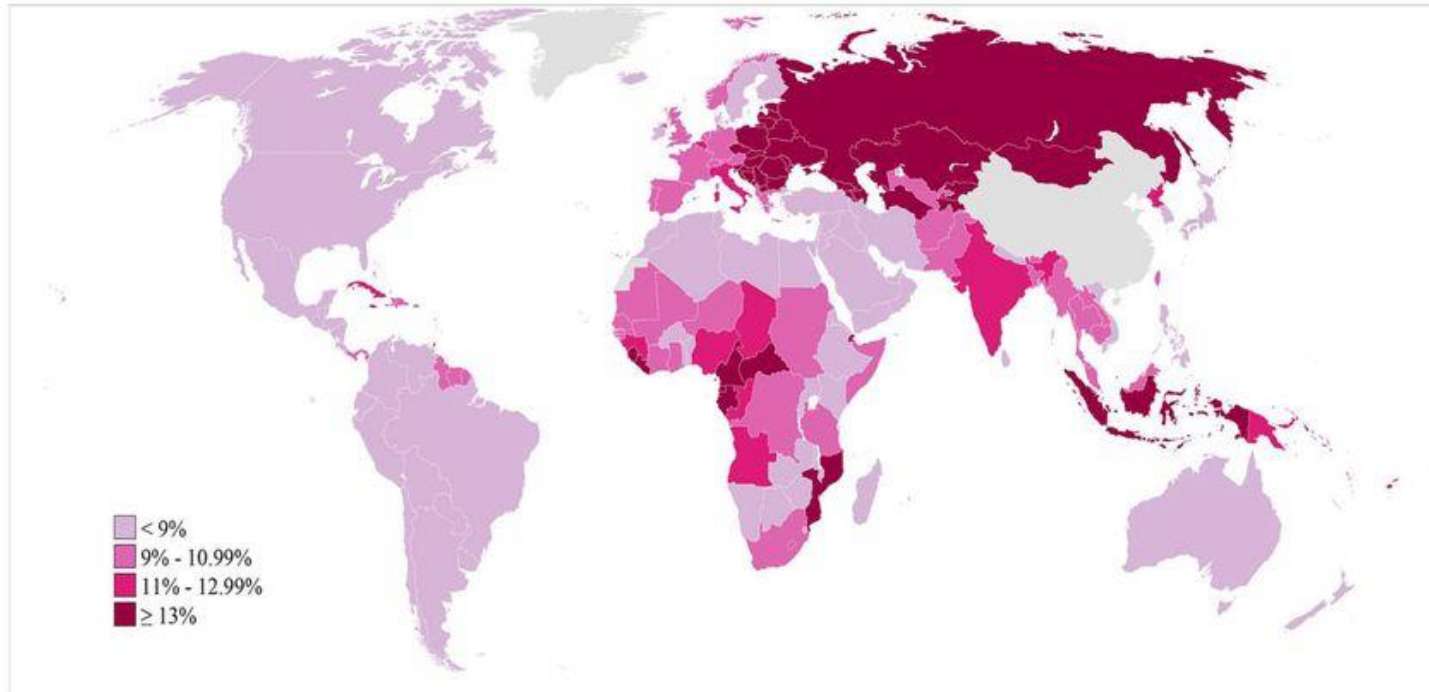 < 9%
9% - 10.99%
11% - 12.99%
≥ 13%